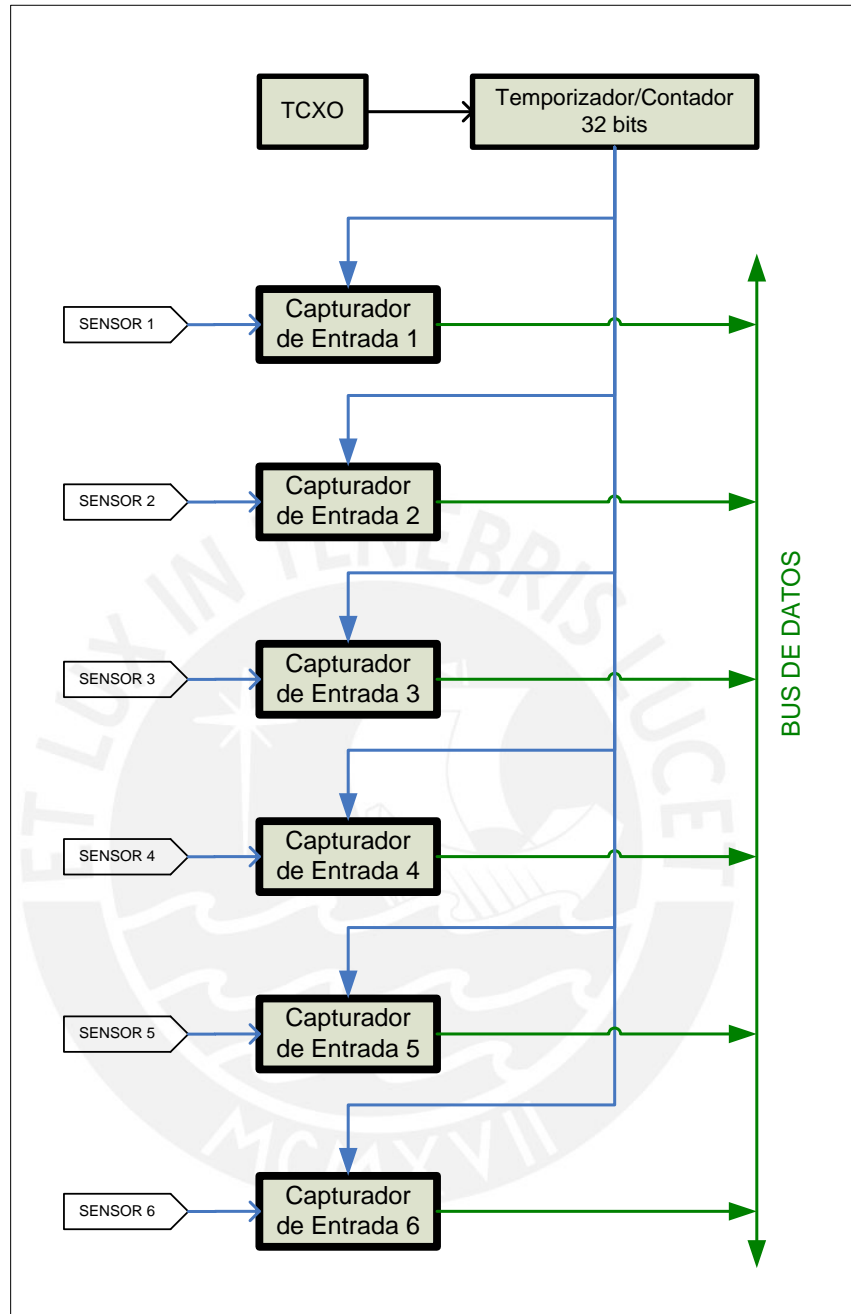 TCXO
Temporizador/Contador
32 bits
SENSOR 1
Capturador
de Entrada 1
SENSOR 2
Capturador
de Entrada 2
SENSOR 3
Capturador
de Entrada 3
SENSOR 4
Capturador
de Entrada 4
SENSOR 5
Capturador
de Entrada 5
SENSOR 6
Capturador
de Entrada 6
BUS DE DATOS
ET LUX IN TENEBRIS LUCET
MCMXVII